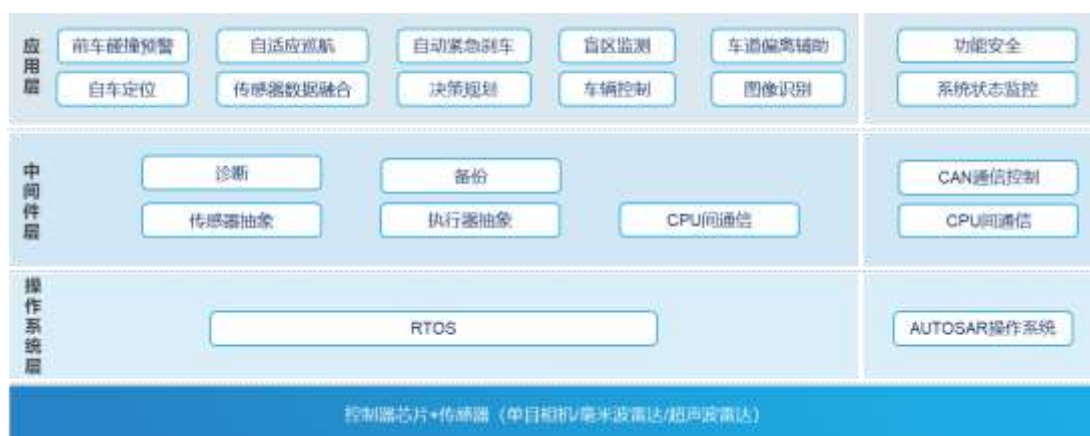 应用层
前车碰撞预警
自适应巡航
自动紧急刹车
盲区监测
车道偏离辅助
功能安全
自车定位
传感器数据融合
决策规划
车辆控制
图像识别
系统状态监控
中间件层
诊断
备份
CAN通信控制
传感器抽象
执行器抽象
CPU间通信
CPU间通信
操作系统层
RTOS
AUTOSAR操作系统
控制器芯片+传感器（单目相机/毫米波雷达/超声波雷达）